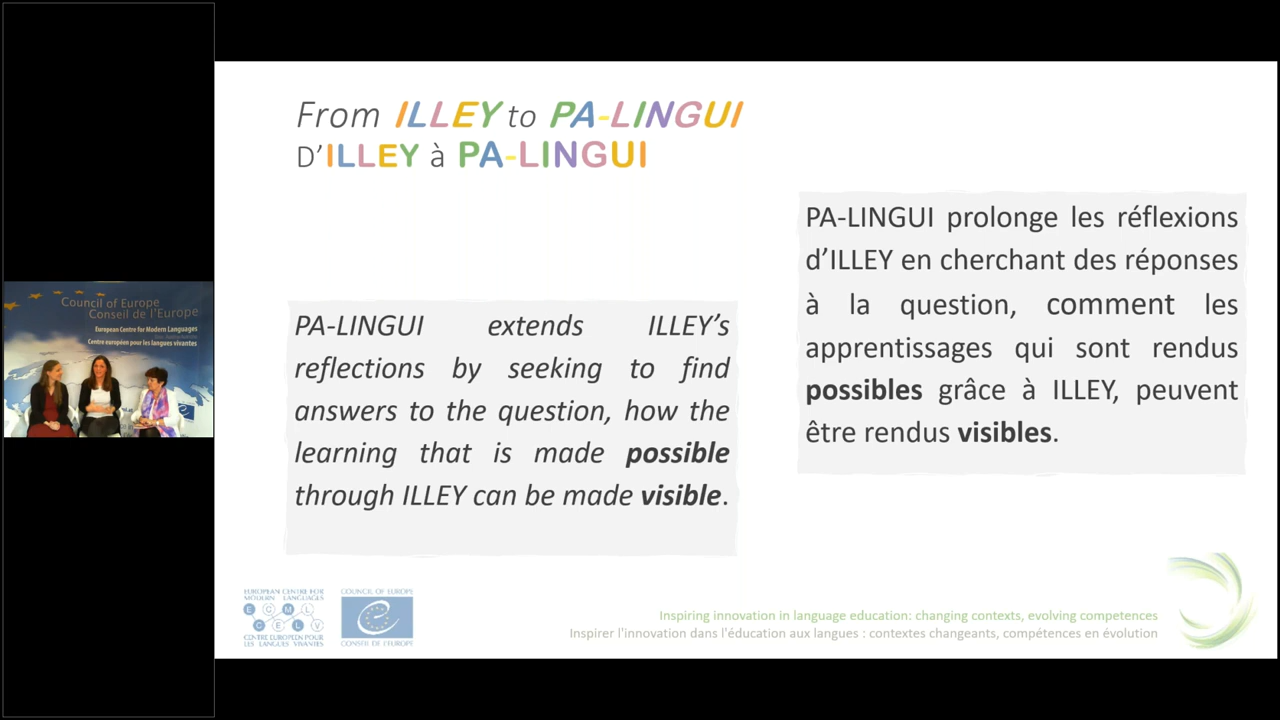 From ILLEY to PA-LINGUI
D’ILLEY à PA-LINGUI
PA-LINGUI extends ILLEY’s
reflections by seeking to find
answers to the question, how the
learning that is made possible
through ILLEY can be made visible.
PA-LINGUI prolonge les réflexions
d’ILLEY en cherchant des réponses
à la question, comment les
apprentissages qui sont rendus
possibles grâce à ILLEY, peuvent
être rendus visibles.
Council of Europe
Conseil de l'Europe
European Centre for Modern Languages
Centre européen pour les langues vivantes
EUROPEAN CENTRE FOR
MODERN LANGUAGES
E C M L
C E L V
CENTRE EUROPEEN POUR
LES LANGUES VIVANTES
COUNCIL OF EUROPE
CONSEIL DE L'EUROPE
Inspiring innovation in language education: changing contexts, evolving competences
Inspirer l'innovation dans l'éducation aux langues : contextes changeants, compétences en évolution